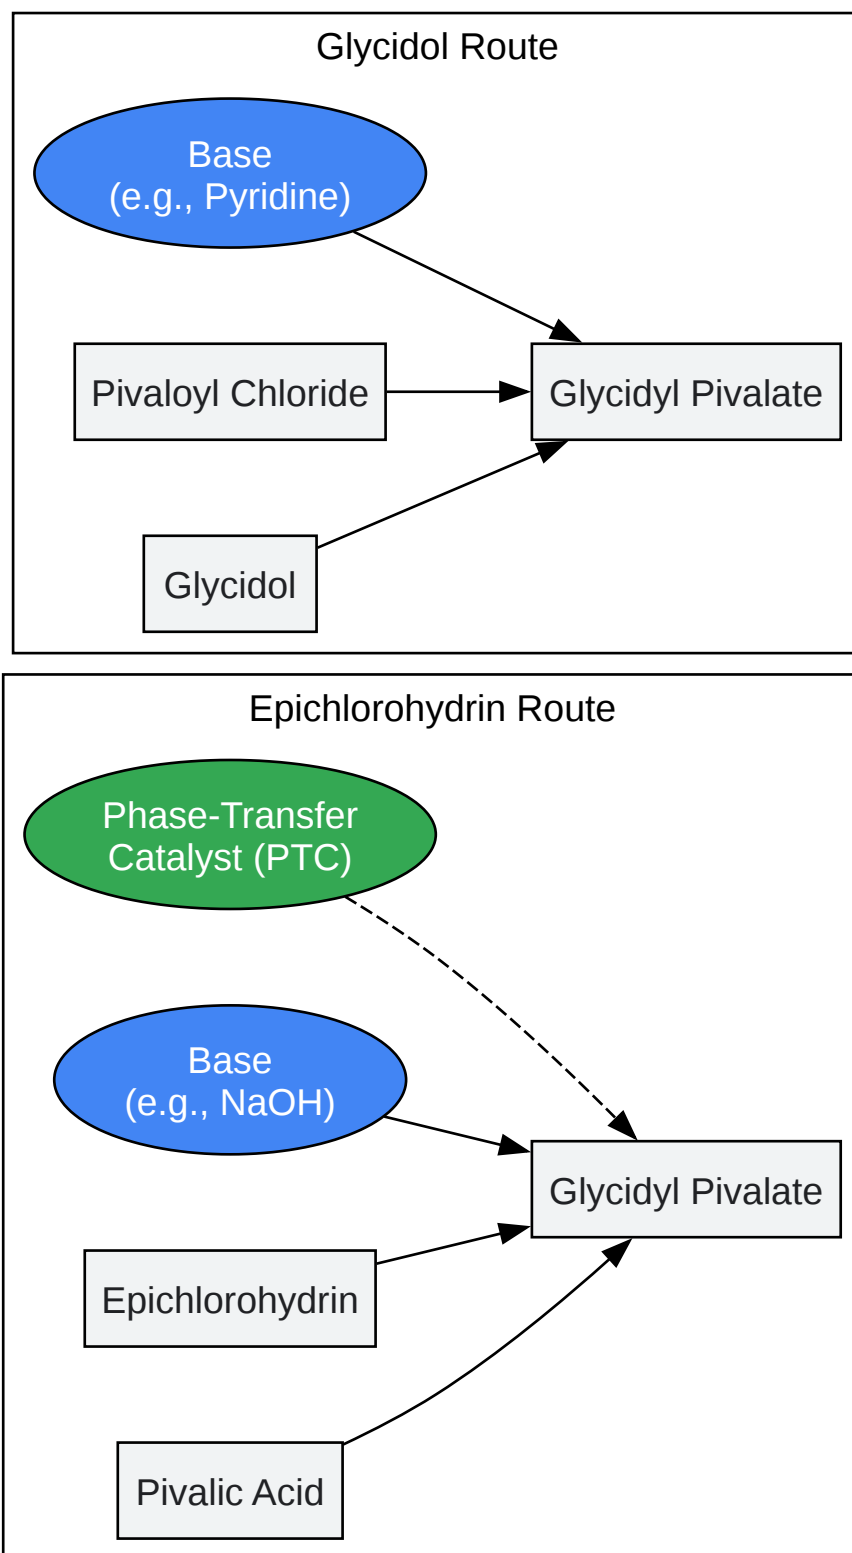 Glycidol Route
Base
(e.g., Pyridine)
Pivaloyl Chloride
Glycidyl Pivalate
Glycidol
Epichlorohydrin Route
Phase-Transfer
Catalyst (PTC)
Base
(e.g., NaOH)
Glycidyl Pivalate
Epichlorohydrin
Pivalic Acid